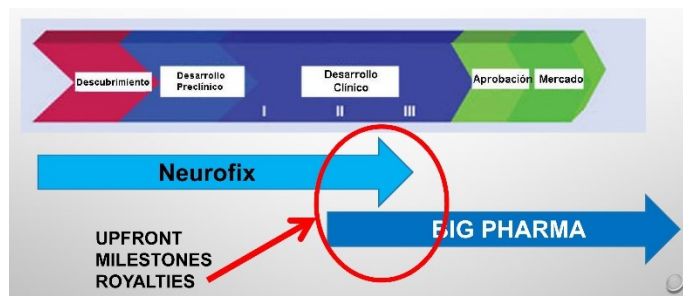 Descubrimiento
Desarrollo
Preclínico
Desarrollo
Clínico
Aprobación
Mercado
I
II
III
Neurofix
BIG PHARMA
UPFRONT
MILESTONES
ROYALTIES